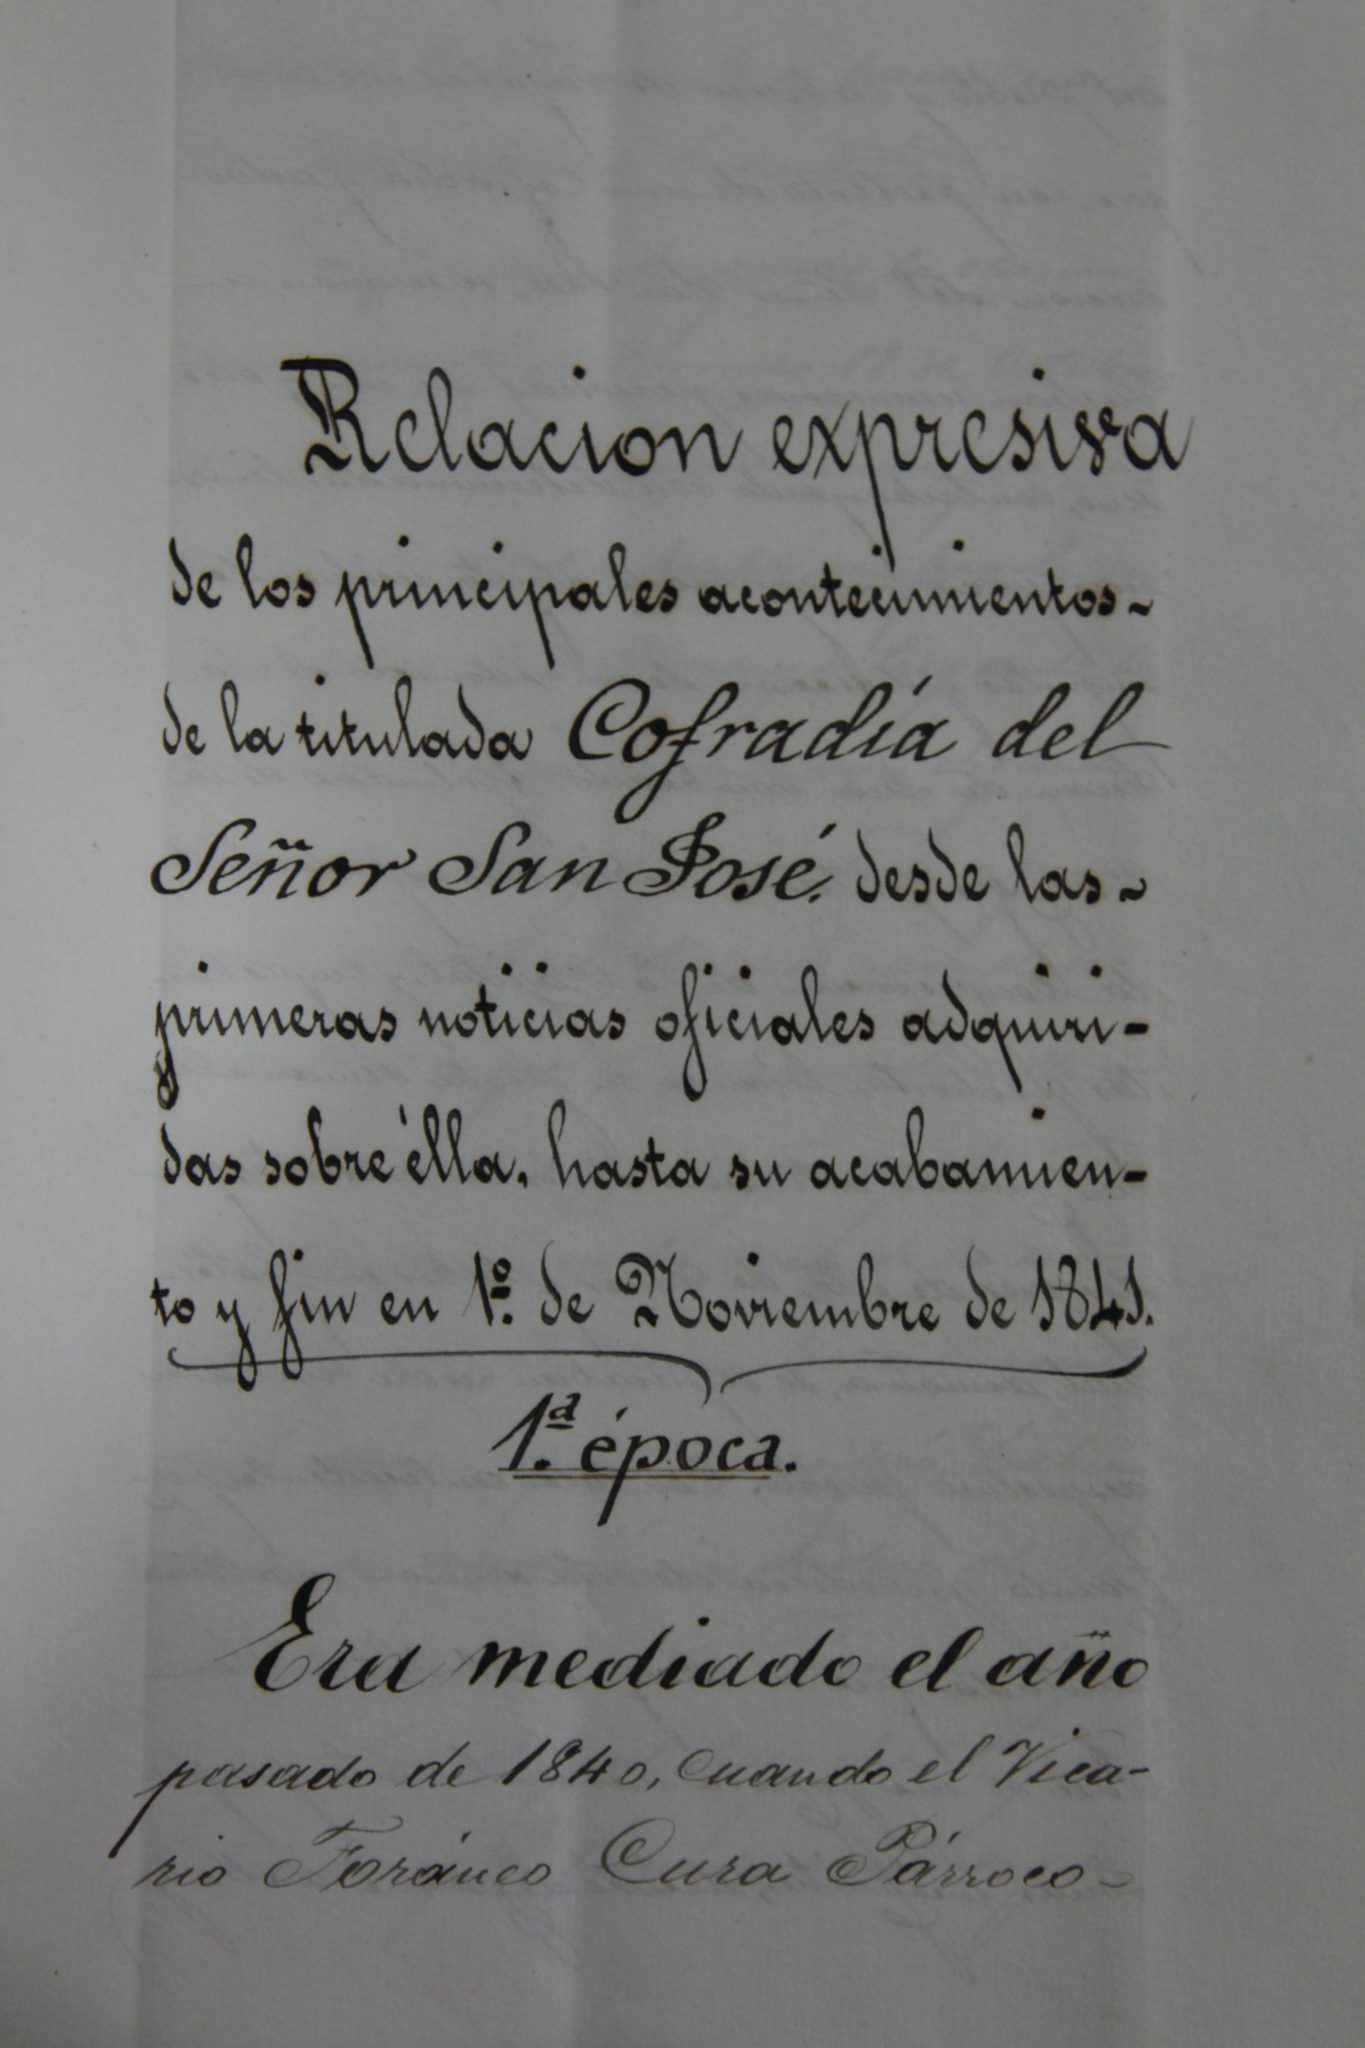 Relacion expresiva
de los principales acontecimientos~
de la titulada Cofradía del
Señor San José, desde las~
primeras noticias oficiales adquiri-
das sobre élla, hasta su acabamien-
to y fin en 1º. de Noviembre de 1841.
1.ª época.
Era mediado el año
pasado de 1840, cuando el Vica-
rio Foráneo Cura Párroco-